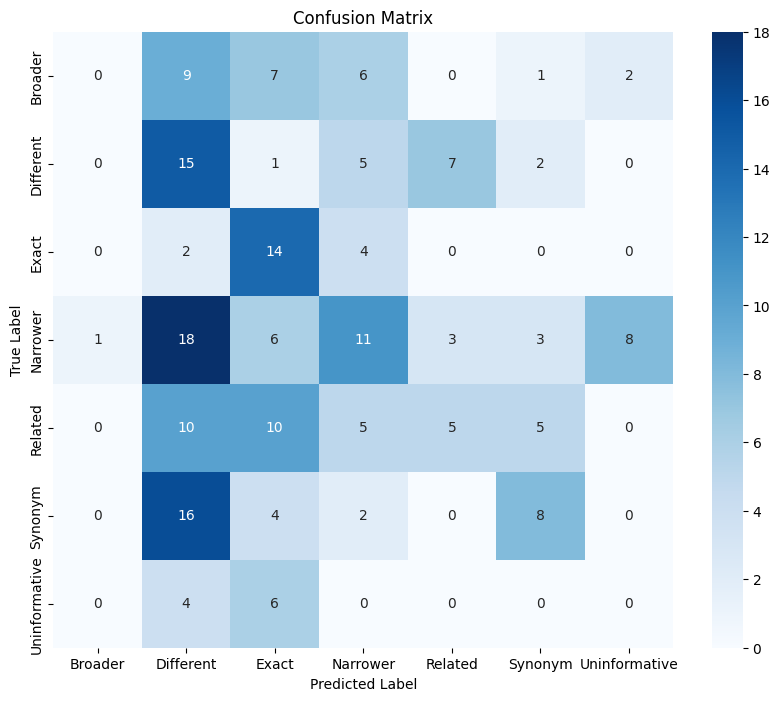 Confusion Matrix
True Label
Broader 0 9 7 6 0 1 2
Different 0 15 1 5 7 2 0
Exact 0 2 14 4 0 0 0
Narrower 1 18 6 11 3 3 8
Related 0 10 10 5 5 5 0
Synonym 0 16 4 2 0 8 0
Uninformative 0 4 6 0 0 0 0
Broader Different Exact Narrower Related Synonym Uninformative
Predicted Label
18
16
14
12
10
8
6
4
2
0